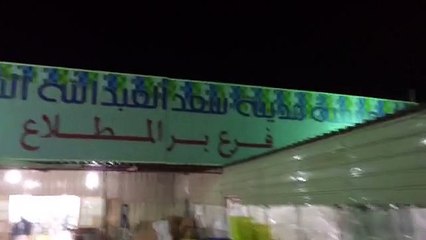 مدينة سعد العبدالله
فرع بر المطلاع